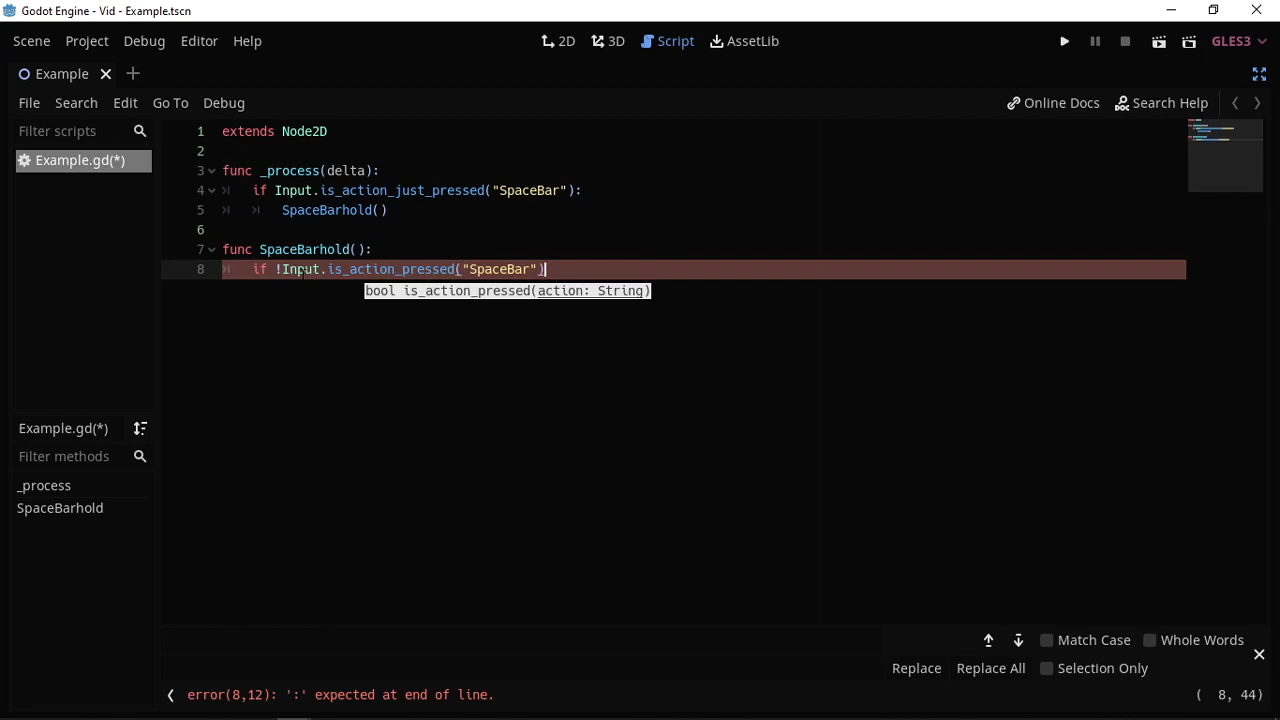 Godot Engine - Vid - Example.tscn
Scene Project Debug Editor Help 2D 3D Script AssetLib GLES3
Example
File Search Edit Go To Debug Online Docs Search Help
Filter scripts
Example.gd(*)
1 extends Node2D
2
3 func _process(delta):
4 if Input.is_action_just_pressed("SpaceBar"):
5 SpaceBarhold()
6
7 func SpaceBarhold():
8 if !Input.is_action_pressed("SpaceBar")
bool is_action_pressed(action: String)
Example.gd(*)
Filter methods
_process
SpaceBarhold
Match Case Whole Words
Replace Replace All Selection Only
error(8,12): ':' expected at end of line. ( 8, 44)